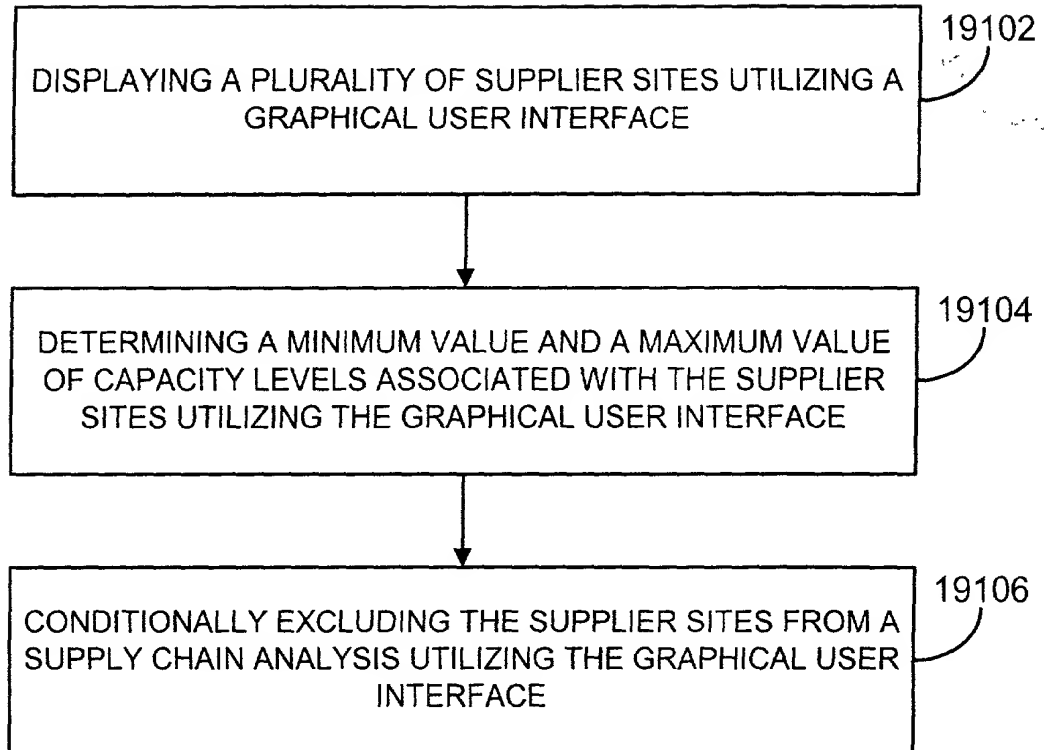 19102
DISPLAYING A PLURALITY OF SUPPLIER SITES UTILIZING A
GRAPHICAL USER INTERFACE
19104
DETERMINING A MINIMUM VALUE AND A MAXIMUM VALUE
OF CAPACITY LEVELS ASSOCIATED WITH THE SUPPLIER
SITES UTILIZING THE GRAPHICAL USER INTERFACE
19106
CONDITIONALLY EXCLUDING THE SUPPLIER SITES FROM A
SUPPLY CHAIN ANALYSIS UTILIZING THE GRAPHICAL USER
INTERFACE